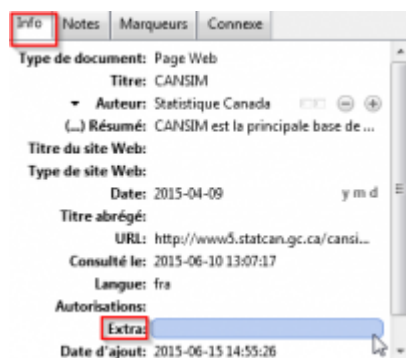 Info Notes Marqueurs Connexe
Type de document: Page Web
Titre: CANSIM
Auteur: Statistique Canada
(...) Résumé: CANSIM est la principale base de ...
Titre du site Web:
Type de site Web:
Date: 2015-04-09 y m d
Titre abrégé:
URL: http://www5.statcan.gc.ca/cansi...
Consulté le: 2015-06-10 13:07:17
Langue: fra
Autorisations:
Extra:
Date d'ajout: 2015-06-15 14:55:26